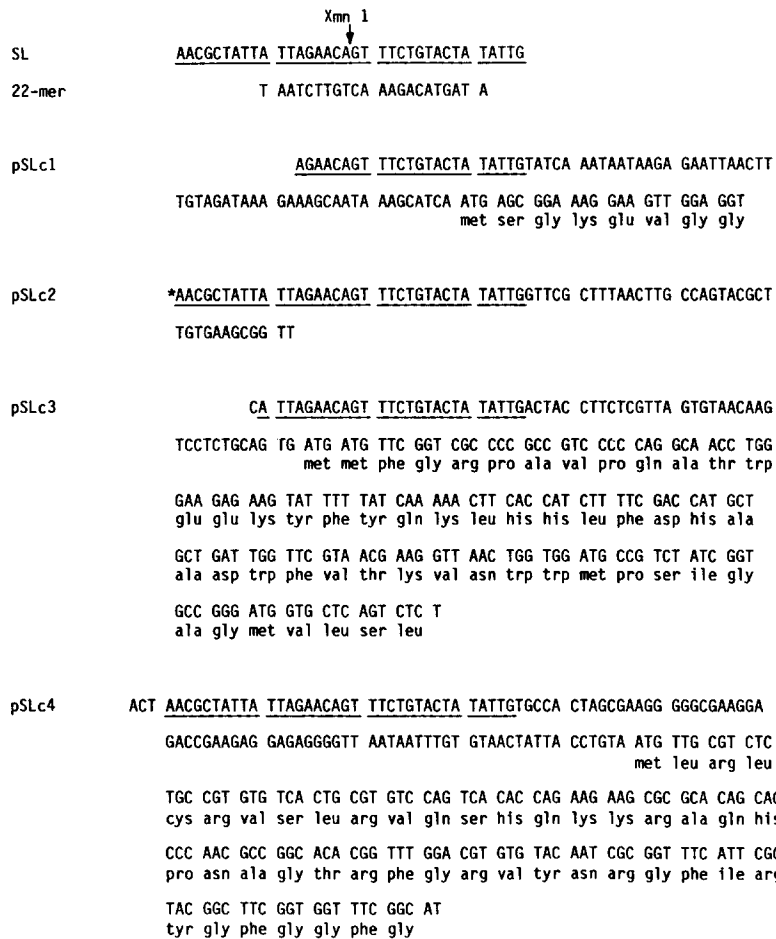 Xmn 1
SL AACGCTATTA TTAGAACAGT TTCTGTACTA TATTG
22-mer T AATCTTGTCA AAGACATGAT A
pSLc1 AGAACAGT TTCTGTACTA TATTGTATCA AATAATAAGA GAATTAACTT
TGTAGATAAA GAAAGCAATA AAGCATCAA ATG AGC GGA AAG GAA GTT GGA GGT
met ser gly lys glu val gly gly
pSLc2 *AACGCTATTA TTAGAACAGT TTCTGTACTA TATTGGTTCG CTTTAACTTG CCAGTACGCT
TGTGAAGCGG TT
pSLc3 CA TTAGAACAGT TTCTGTACTA TATTGACTACC CTTCTCGTTA GTGTAACAAG
TCCTCTGCAG TG ATG ATG TTC GGT CGC CCC GCC GTC CCC CAG GCA ACC TGG
met met phe gly arg pro ala val pro gln ala thr trp
GAA GAG AAG TAT TTT TAT CAA AAA CTT CAC CAT CTT TTC GAC CAT GCT
glu glu lys tyr phe tyr gln lys leu his his leu phe asp his ala
GCT GAT TGG TTC GTA ACG AAG GTT AAC TGG TGG ATG CCG TCT ATC GGT
ala asp trp phe val thr lys val asn trp trp met pro ser ile gly
GCC GGG ATG GTG CTC AGT CTC T
ala gly met val leu ser leu
pSLc4 ACT AACGCTATTA TTAGAACAGT TTCTGTACTA TATTGTGCCA CTAGCGAAGG GGGCGAAGGA
GACCGAAGAG GAGAGGGGTT AATAATTTGT GTAACTATTA CCTGTA ATG TTG CGT CTC
met leu arg leu
TGC CGT GTG TCA CTG CGT GTC CAG TCA CAC CAG AAG AAG CGC GCA CAG CAC
cys arg val ser leu arg val gln ser his gln lys lys arg ala gln his
CCC AAC GCC GGC ACA CGG TTT GGA CGT GTG TAC AAT CGC GGT TTC ATT CGC
pro asn ala gly thr arg phe gly arg val tyr asn arg gly phe ile arg
TAC GGC TTC GGT GGT TTC GGC AT
tyr gly phe gly gly phe gly